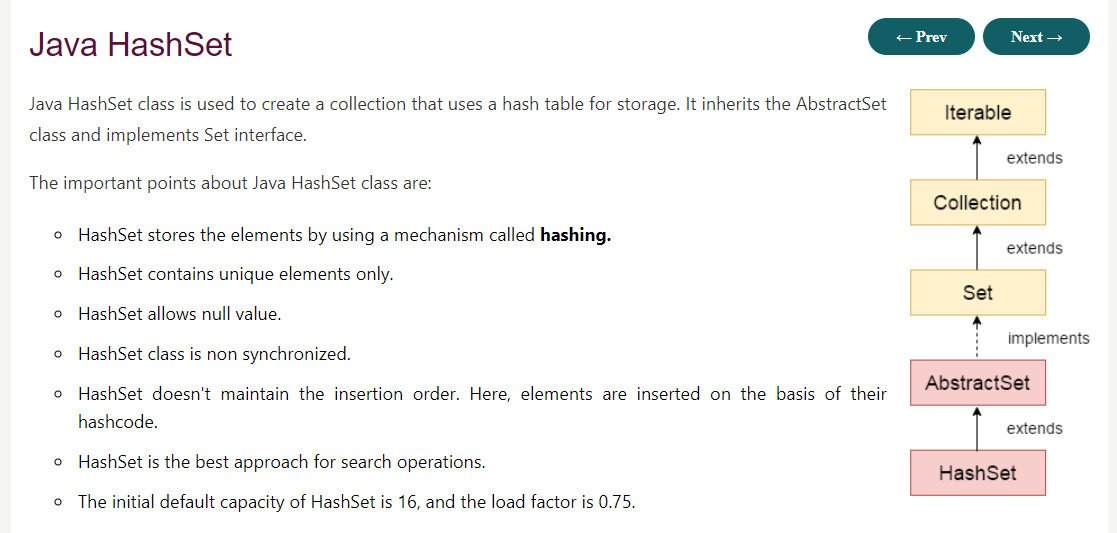 Java HashSet
← Prev
Next →
Java HashSet class is used to create a collection that uses a hash table for storage. It inherits the AbstractSet
class and implements Set interface.
The important points about Java HashSet class are:
HashSet stores the elements by using a mechanism called hashing.
HashSet contains unique elements only.
HashSet allows null value.
HashSet class is non synchronized.
HashSet doesn't maintain the insertion order. Here, elements are inserted on the basis of their
hashcode.
HashSet is the best approach for search operations.
The initial default capacity of HashSet is 16, and the load factor is 0.75.
Iterable
extends
Collection
extends
Set
implements
AbstractSet
extends
HashSet